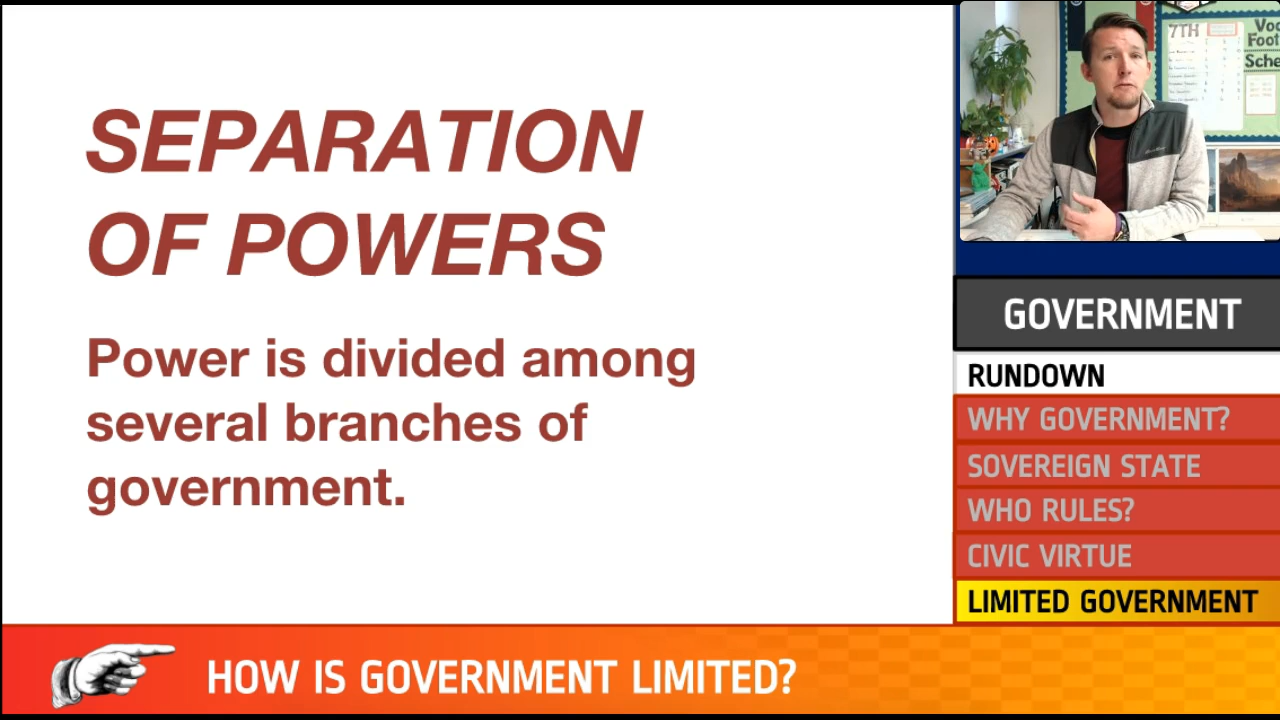 SEPARATION
OF POWERS
Power is divided among
several branches of
government.
7TH
Sche
GOVERNMENT
RUNDOWN
WHY GOVERNMENT?
SOVEREIGN STATE
WHO RULES?
CIVIC VIRTUE
LIMITED GOVERNMENT
HOW IS GOVERNMENT LIMITED?